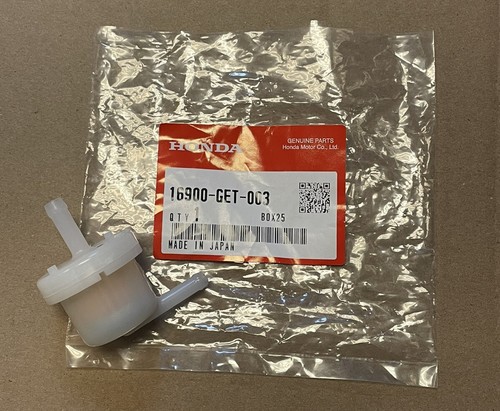 GENUINE PARTS
HONDA Honda Motor Co., Ltd.
16900-GET-003
QTY 1 BOX25
MADE IN JAPAN